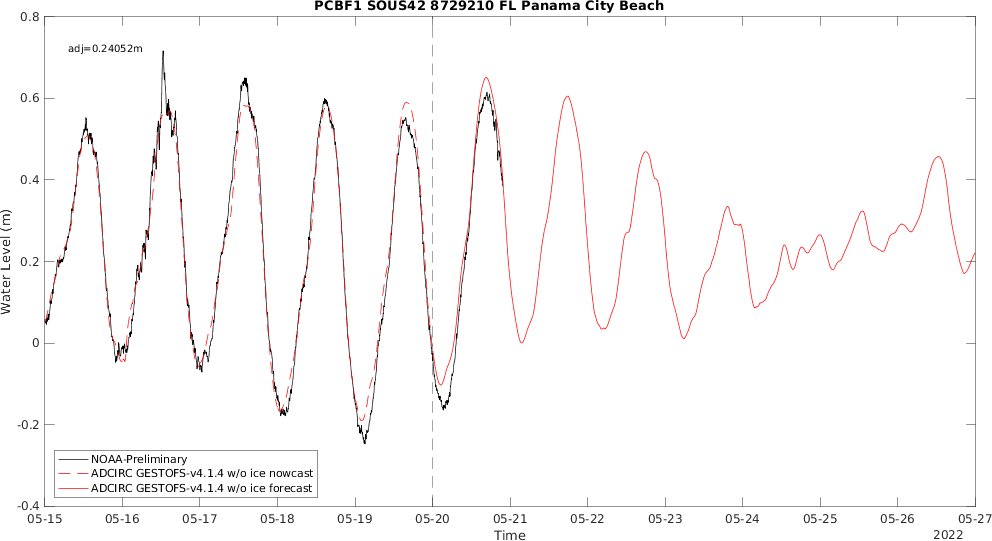 PCBF1 SOUS42 8729210 FL Panama City Beach
adj=0.24052m
0.8
0.6
0.4
0.2
0
-0.2
-0.4
Water Level (m)
NOAA-Preliminary
ADCIRC GESTOFS-v4.1.4 w/o ice nowcast
ADCIRC GESTOFS-v4.1.4 w/o ice forecast
05-15 05-16 05-17 05-18 05-19 05-20 05-21 05-22 05-23 05-24 05-25 05-26 05-27
Time
2022